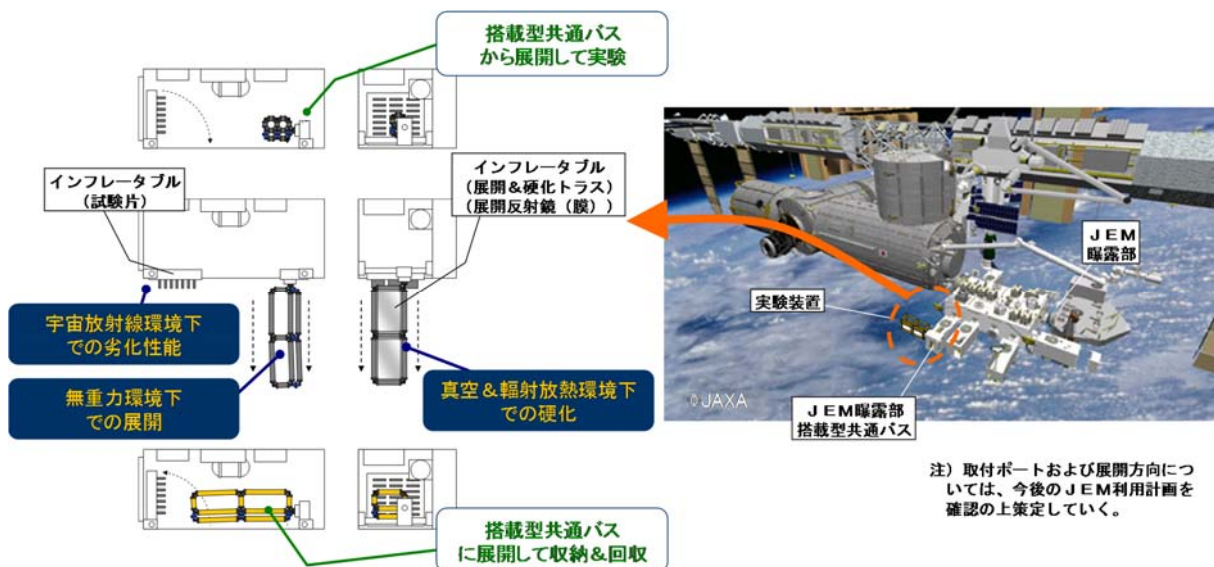 搭載型共通バス
から展開して実験
インフレータブル
(試験片)
インフレータブル
(展開&硬化トラス)
(展開反射鏡(膜))
宇宙放射線環境下
での劣化性能
無重力環境下
での展開
真空&輻射放熱環境下
での硬化
搭載型共通バス
に展開して収納&回収
JEM
曝露部
実験装置
©JAXA
JEM曝露部
搭載型共通バス
注)取付ポートおよび展開方向につ
いては、今後のJEM利用計画を
確認の上策定していく。